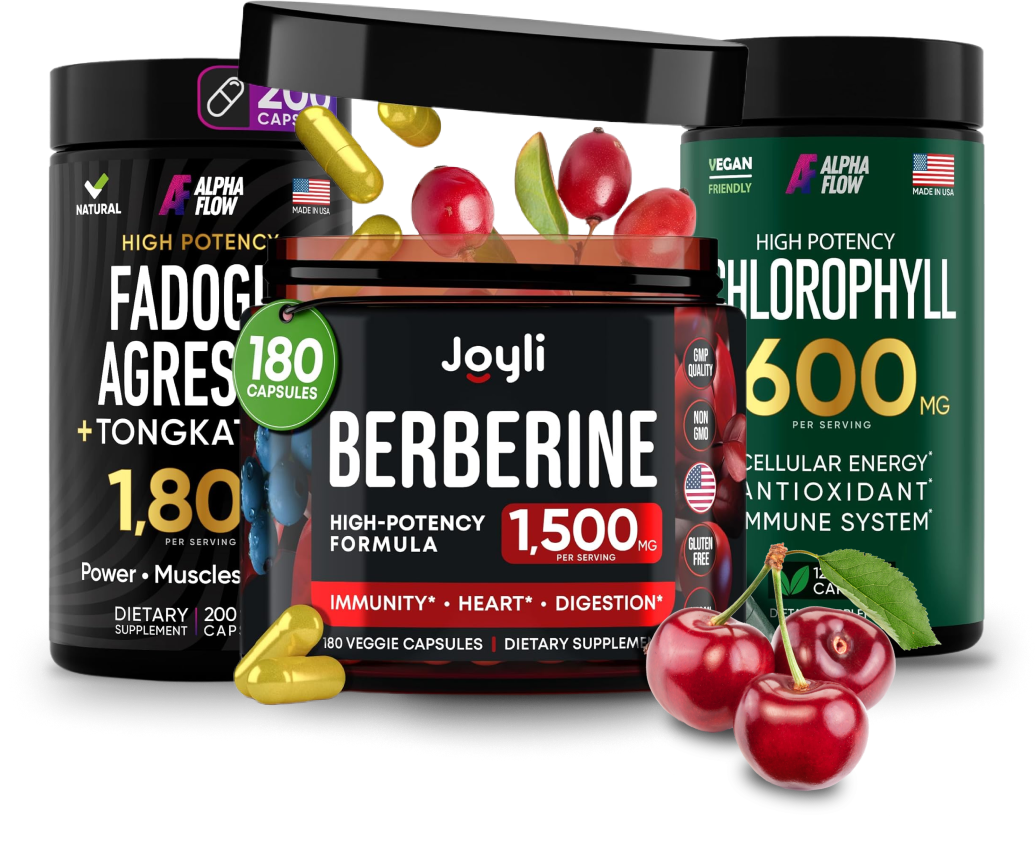 200
CAPS
NATURAL
ALPHA
FLOW
MADE IN USA
HIGH POTENCY
FADOGI
AGRES
+TONGKAT
1,80
PER SERVING
Power • Muscles
DIETARY
SUPPLEMENT
200
CAPS
180
CAPSULES
Joyli
BERBERINE
HIGH-POTENCY
FORMULA
1,500 MG
PER SERVING
IMMUNITY* • HEART* • DIGESTION*
180 VEGGIE CAPSULES | DIETARY SUPPLEME
GMP
QUALITY
NON
GMO
GLUTEN
FREE
VEGAN
FRIENDLY
ALPHA
FLOW
MADE IN USA
HIGH POTENCY
CHLOROPHYLL
600 MG
PER SERVING
CELLULAR ENERGY*
ANTIOXIDANT*
IMMUNE SYSTEM*